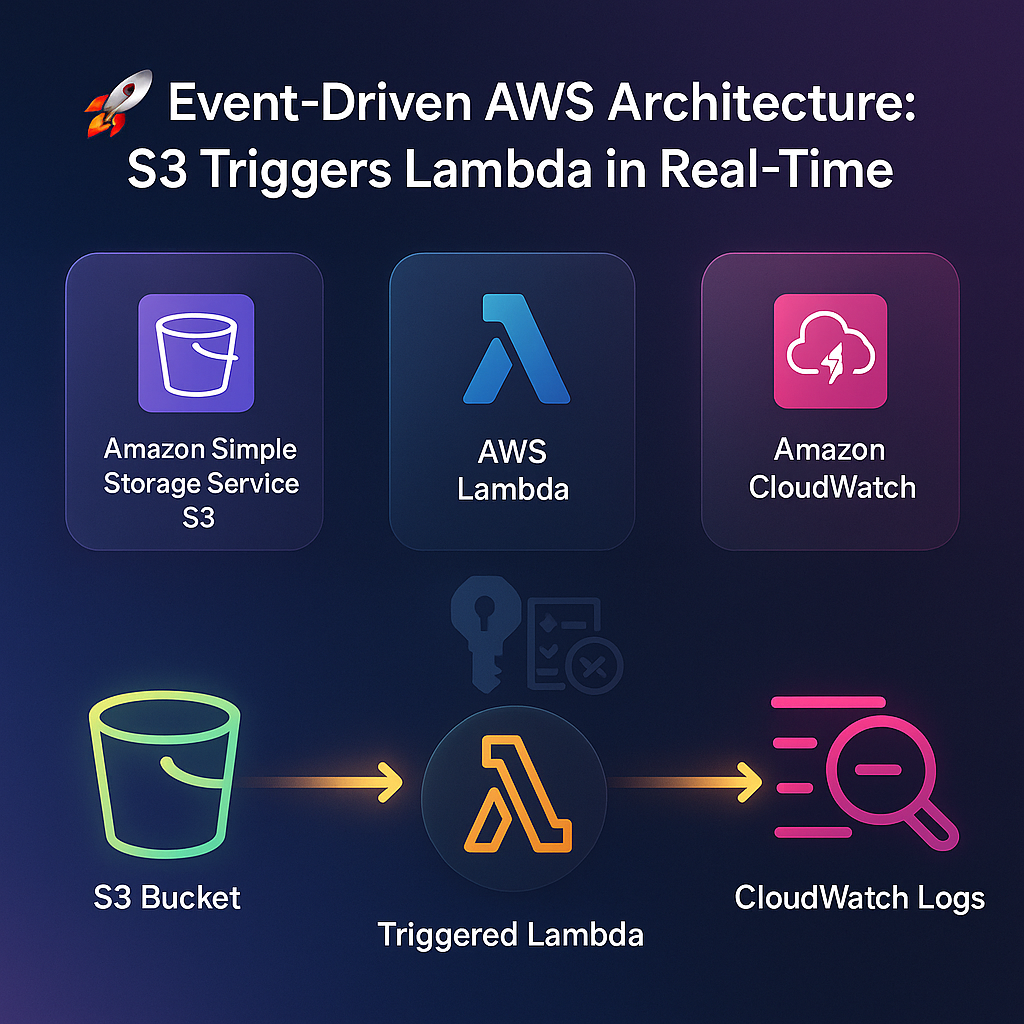 🚀 Event-Driven AWS Architecture:
S3 Triggers Lambda in Real-Time
Amazon Simple
Storage Service
S3
AWS
Lambda
Amazon
CloudWatch
S3 Bucket
Triggered Lambda
CloudWatch Logs